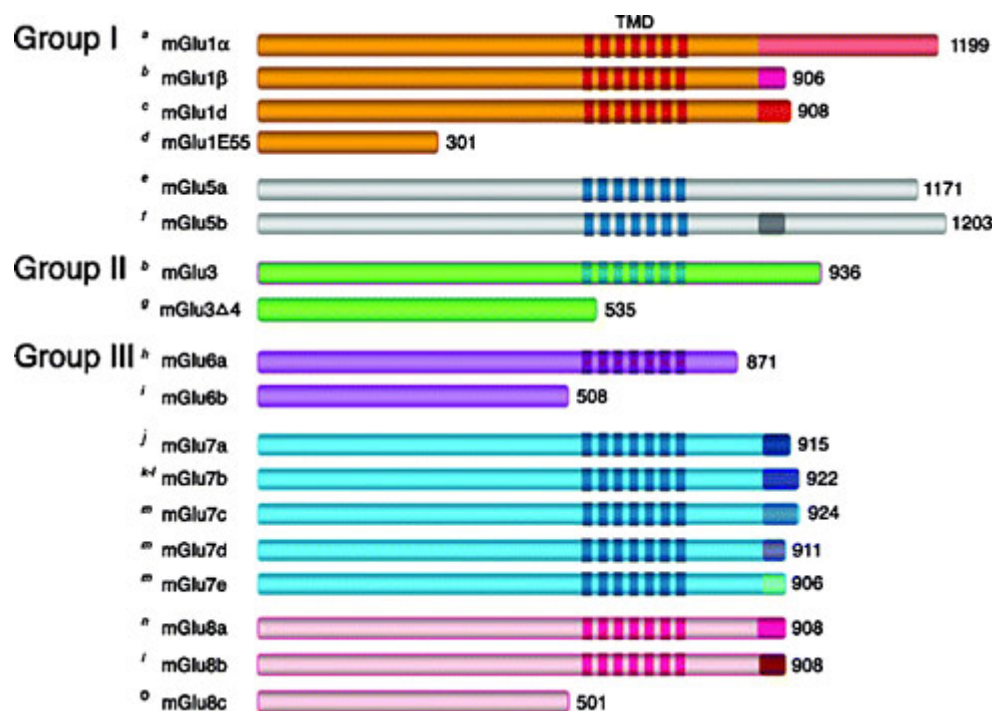 TMD
Group I a mGlu1α 1199
b mGlu1β 906
c mGlu1d 908
d mGlu1E55 301
e mGlu5a 1171
f mGlu5b 1203
Group II b mGlu3 936
g mGlu3Δ4 535
Group III h mGlu6a 871
i mGlu6b 508
j mGlu7a 915
k-l mGlu7b 922
m mGlu7c 924
m mGlu7d 911
m mGlu7e 906
n mGlu8a 908
l mGlu8b 908
o mGlu8c 501